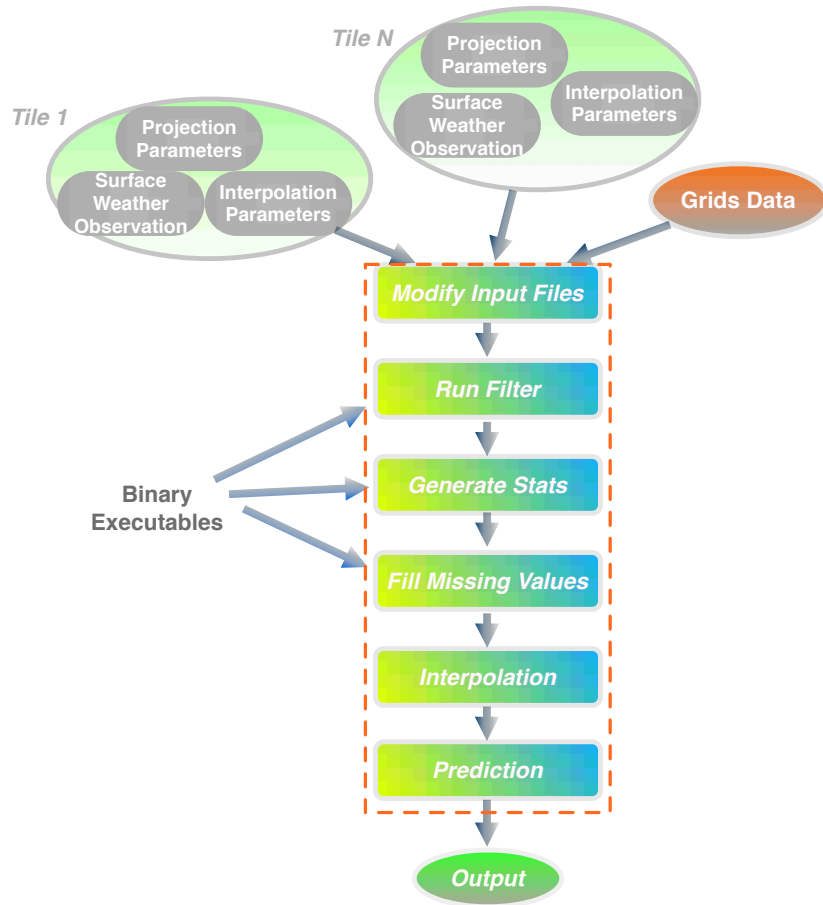 Tile N
Projection
Parameters
Surface
Weather
Observation
Interpolation
Parameters
Tile 1
Projection
Parameters
Surface
Weather
Observation
Interpolation
Parameters
Grids Data
Modify Input Files
Run Filter
Generate Stats
Binary
Executables
Fill Missing Values
Interpolation
Prediction
Output